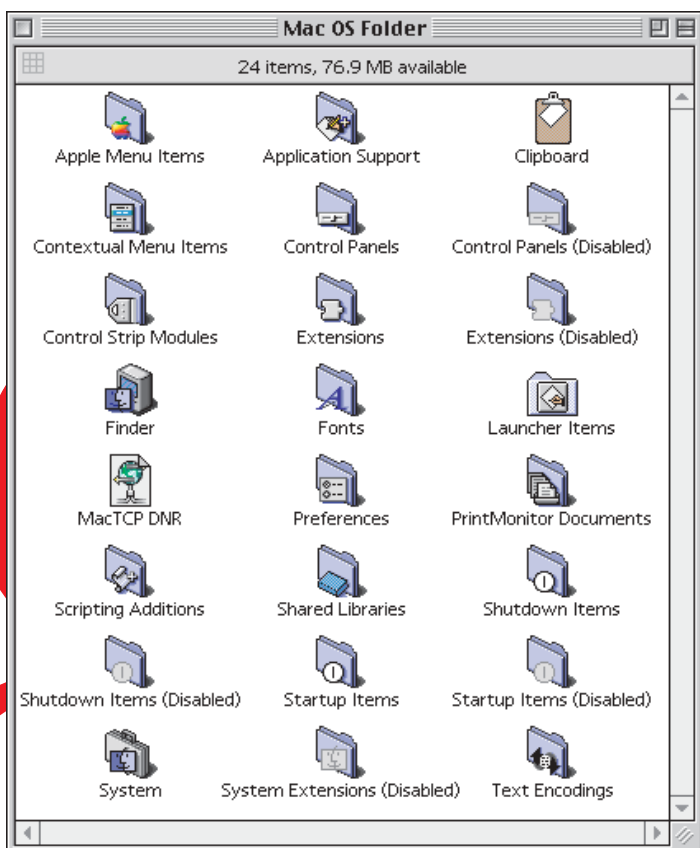 Mac OS Folder
24 items, 76.9 MB available
Apple Menu Items Application Support Clipboard
Contextual Menu Items Control Panels Control Panels (Disabled)
Control Strip Modules Extensions Extensions (Disabled)
Finder Fonts Launcher Items
MacTCP DNR Preferences PrintMonitor Documents
Scripting Additions Shared Libraries Shutdown Items
Shutdown Items (Disabled) Startup Items Startup Items (Disabled)
System System Extensions (Disabled) Text Encodings